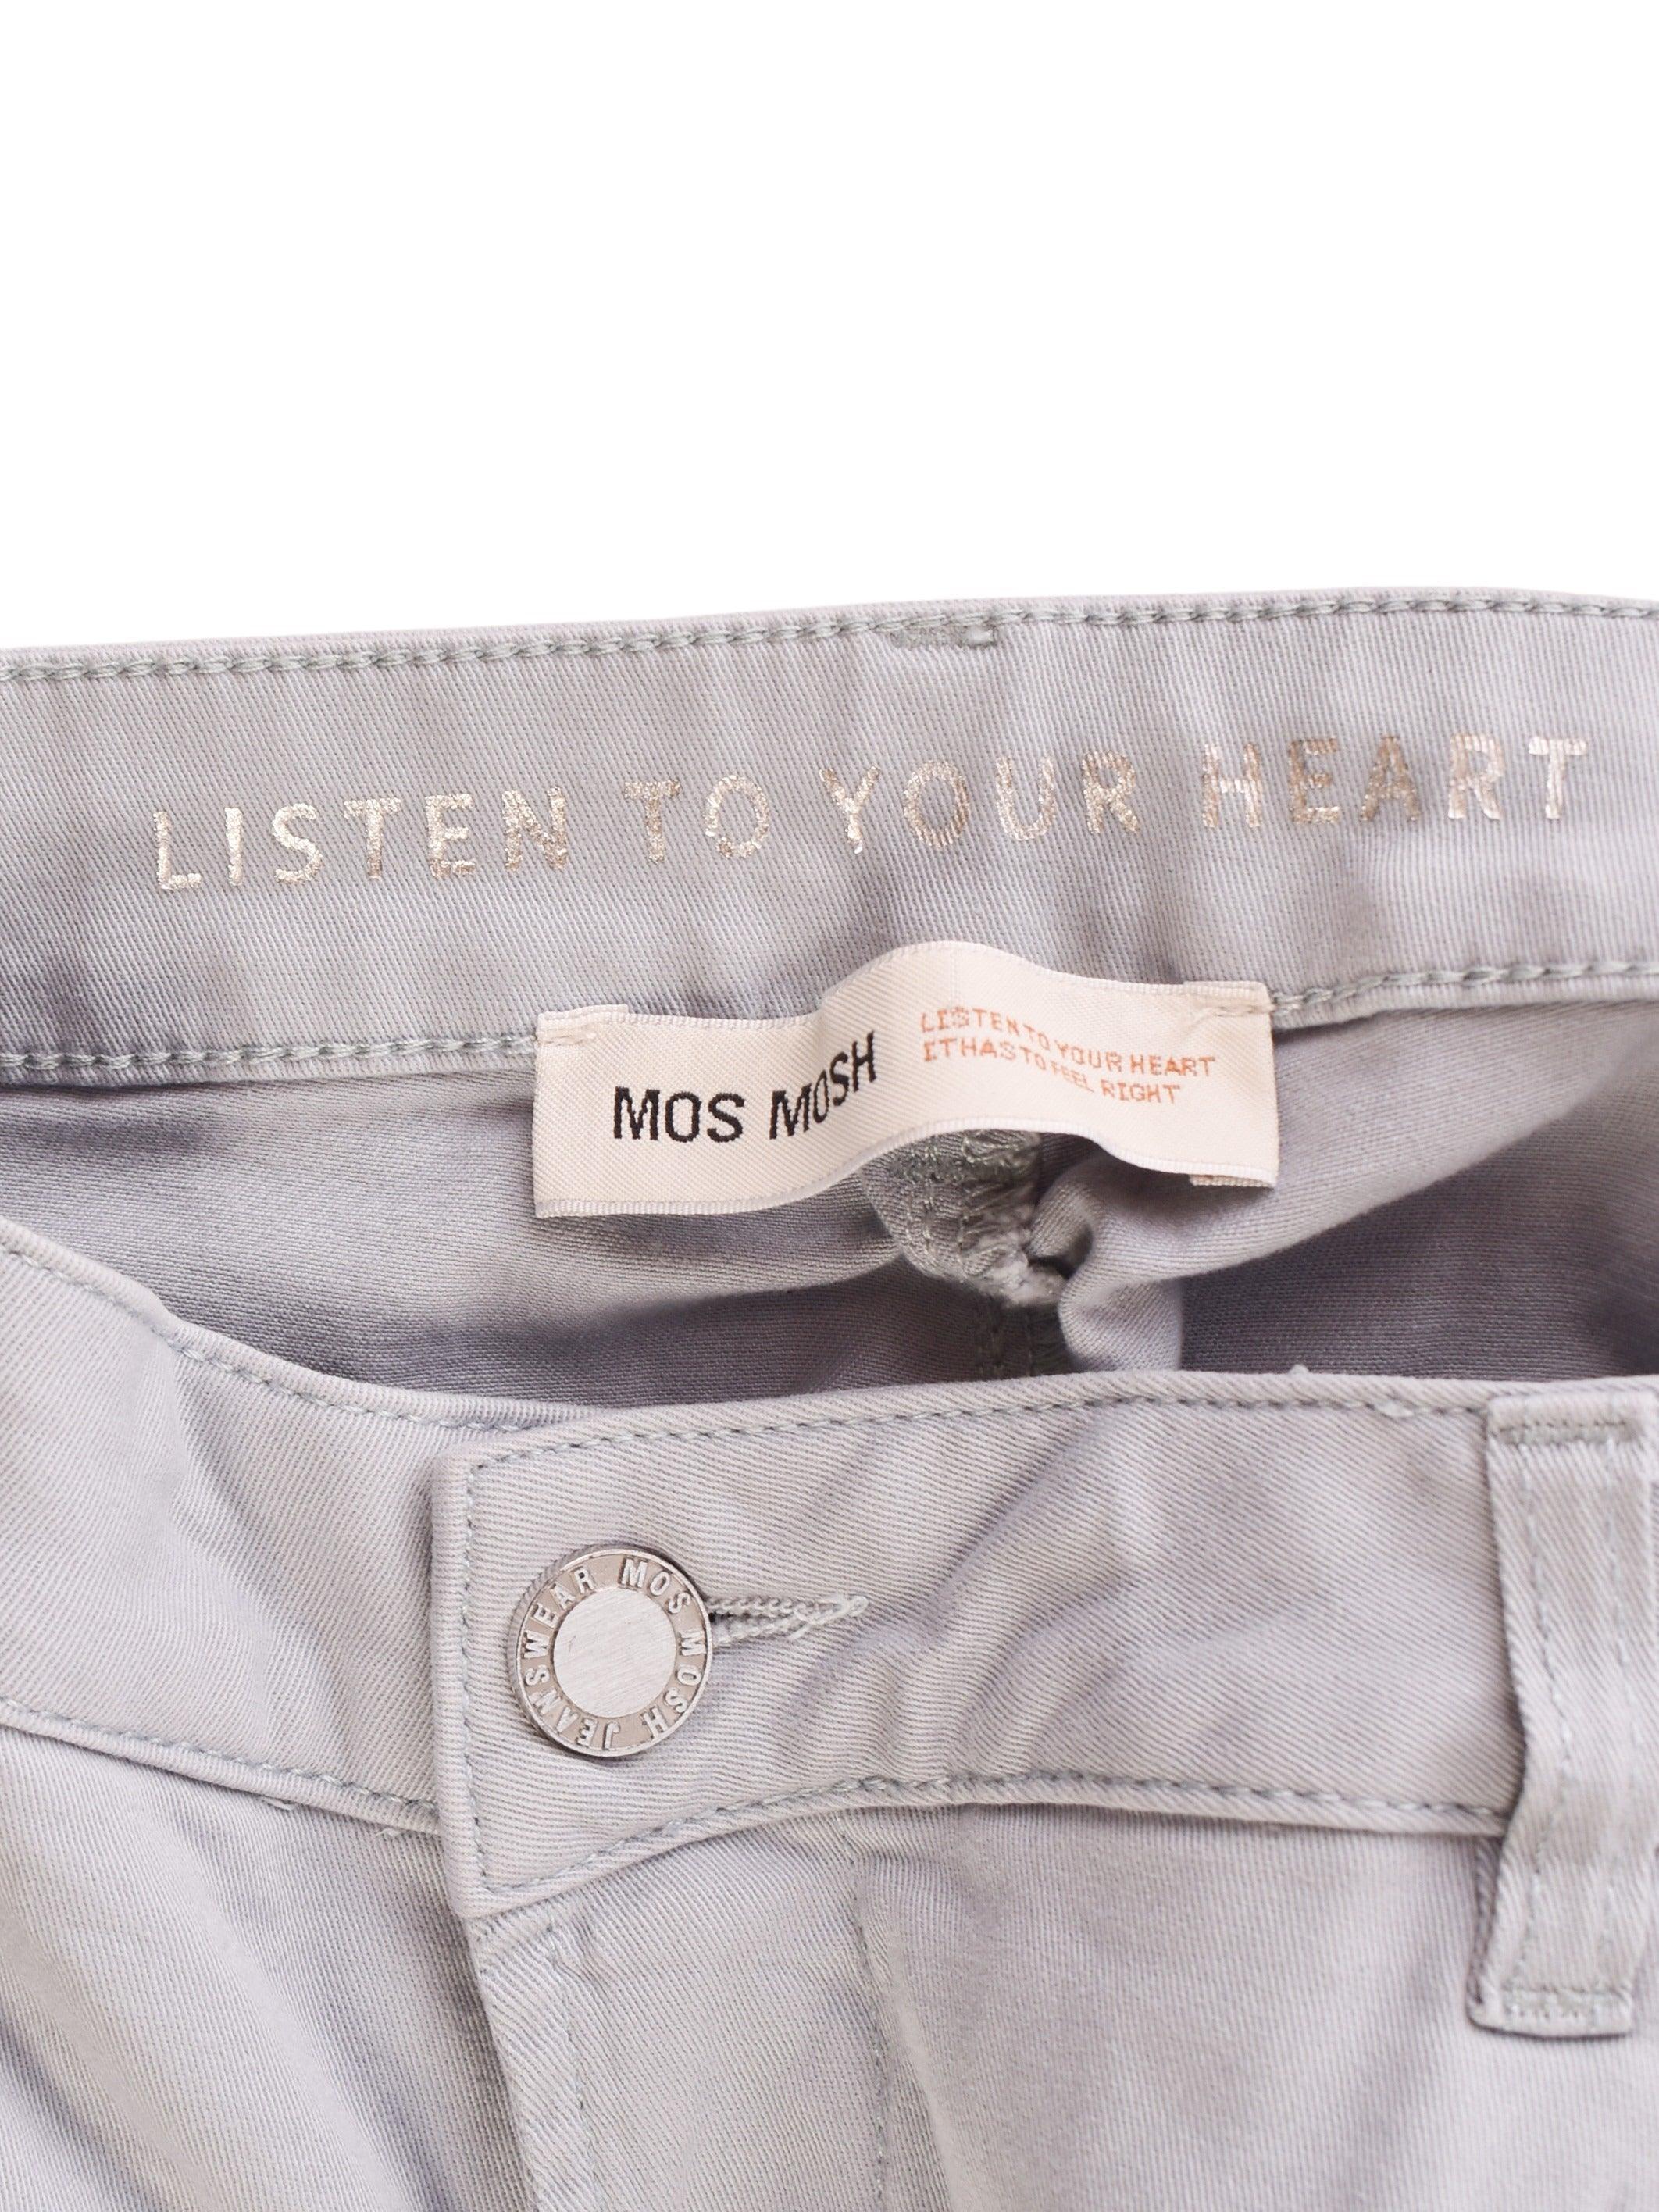 LISTEN TO YOUR HEART
MOS MOSH
LISTEN TO YOUR HEART
IT HAS TO FEEL RIGHT
MOS MOSH JEANSWEAR